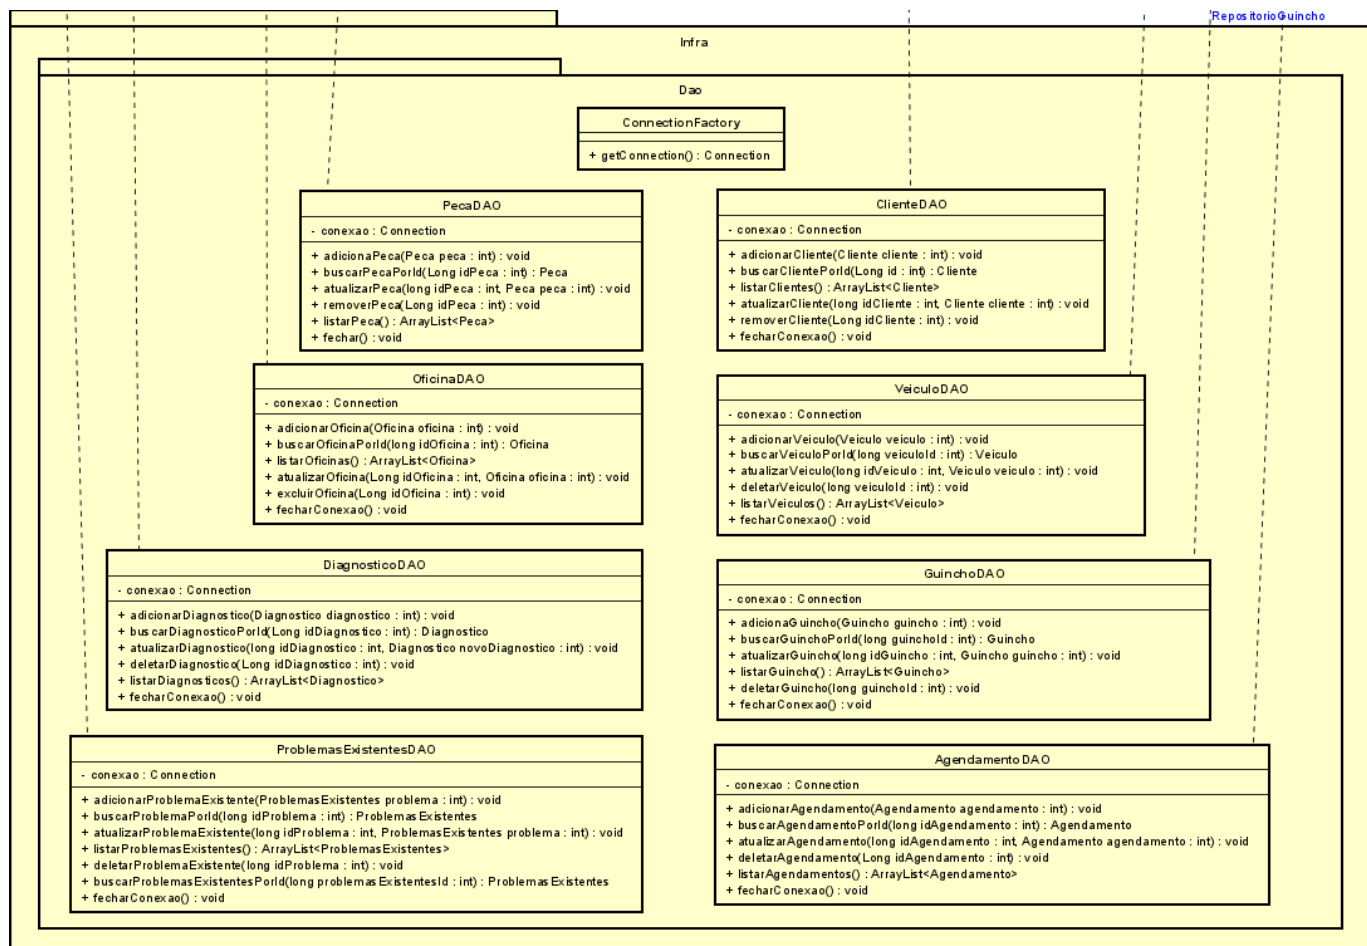 RepositorioGuincho
Infra
Dao
ConnectionFactory
+ getConnection() : Connection
PecaDAO
- conexao : Connection
+ adicionaPeca(Peca peca : int) : void
+ buscarPecaPorId(Long idPeca : int) : Peca
+ atualizarPeca(long idPeca : int, Peca peca : int) : void
+ removerPeca(Long idPeca : int) : void
+ listarPeca() : ArrayList<Peca>
+ fechar() : void
ClienteDAO
- conexao : Connection
+ adicionarCliente(Cliente cliente : int) : void
+ buscarClientePorId(Long id : int) : Cliente
+ listarClientes() : ArrayList<Cliente>
+ atualizarCliente(long idCliente : int, Cliente cliente : int) : void
+ removerCliente(Long idCliente : int) : void
+ fecharConexao() : void
OficinaDAO
- conexao : Connection
+ adicionarOficina(Oficina oficina : int) : void
+ buscarOficinaPorId(long idOficina : int) : Oficina
+ listarOficinas() : ArrayList<Oficina>
+ atualizarOficina(Long idOficina : int, Oficina oficina : int) : void
+ excluirOficina(Long idOficina : int) : void
+ fecharConexao() : void
VeiculoDAO
- conexao : Connection
+ adicionarVeiculo(Veiculo veiculo : int) : void
+ buscarVeiculoPorId(long veiculoId : int) : Veiculo
+ atualizarVeiculo(long idVeiculo : int, Veiculo veiculo : int) : void
+ deletarVeiculo(long veiculoId : int) : void
+ listarVeiculos() : ArrayList<Veiculo>
+ fecharConexao() : void
DiagnosticoDAO
- conexao : Connection
+ adicionarDiagnostico(Diagnostico diagnostico : int) : void
+ buscarDiagnosticoPorId(Long idDiagnostico : int) : Diagnostico
+ atualizarDiagnostico(long idDiagnostico : int, Diagnostico novoDiagnostico : int) : void
+ deletarDiagnostico(Long idDiagnostico : int) : void
+ listarDiagnosticos() : ArrayList<Diagnostico>
+ fecharConexao() : void
GuinchoDAO
- conexao : Connection
+ adicionaGuincho(Guincho guincho : int) : void
+ buscarGuinchoPorId(long guinchoId : int) : Guincho
+ atualizarGuincho(long idGuincho : int, Guincho guincho : int) : void
+ listarGuincho() : ArrayList<Guincho>
+ deletarGuincho(long guinchoId : int) : void
+ fecharConexao() : void
ProblemasExistentesDAO
- conexao : Connection
+ adicionarProblemaExistente(ProblemasExistentes problema : int) : void
+ buscarProblemaPorId(long idProblema : int) : ProblemasExistentes
+ atualizarProblemaExistente(long idProblema : int, ProblemasExistentes problema : int) : void
+ listarProblemasExistentes() : ArrayList<ProblemasExistentes>
+ deletarProblemaExistente(long idProblema : int) : void
+ buscarProblemasExistentesPorId(long problemasExistentesId : int) : ProblemasExistentes
+ fecharConexao() : void
AgendamentoDAO
- conexao : Connection
+ adicionarAgendamento(Agendamento agendamento : int) : void
+ buscarAgendamentoPorId(long idAgendamento : int) : Agendamento
+ atualizarAgendamento(long idAgendamento : int, Agendamento agendamento : int) : void
+ deletarAgendamento(Long idAgendamento : int) : void
+ listarAgendamentos() : ArrayList<Agendamento>
+ fecharConexao() : void